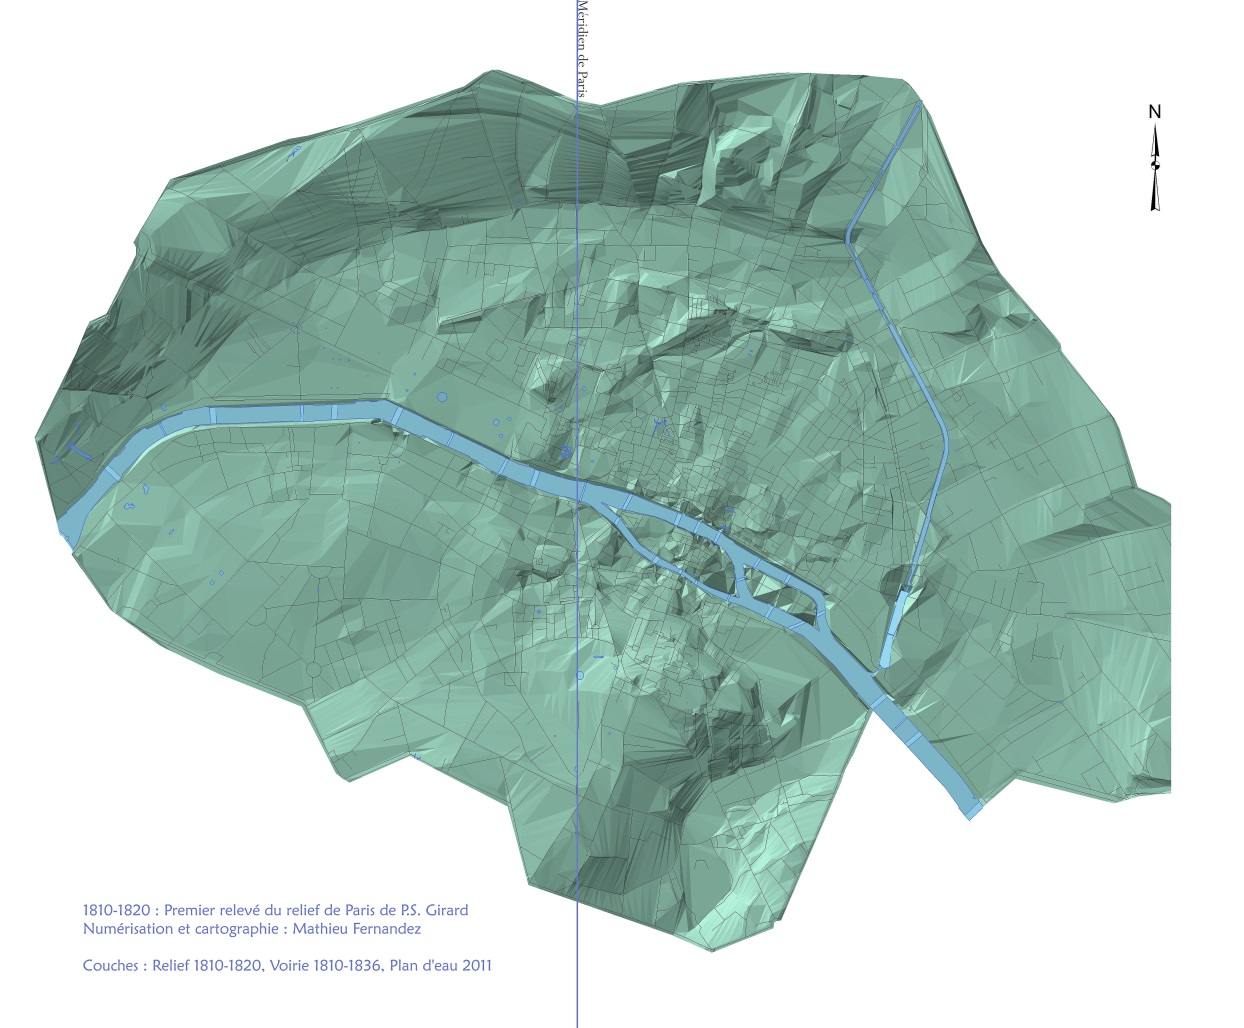 Méridien de Paris
N
1810-1820 : Premier relevé du relief de Paris de P.S. Girard
Numérisation et cartographie : Mathieu Fernandez
Couches : Relief 1810-1820, Voirie 1810-1836, Plan d'eau 2011